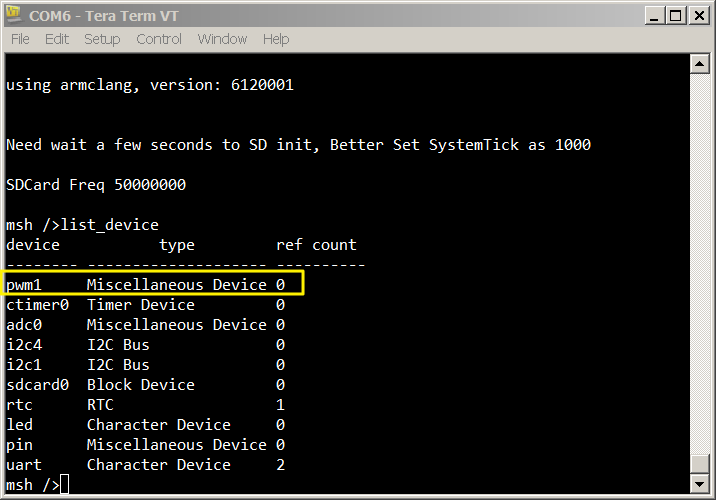 COM6 - Tera Term VT
File Edit Setup Control Window Help
using armclang, version: 6120001
Need wait a few seconds to SD init, Better Set SystemTick as 1000
SDCard Freq 50000000
msh />list_device
device type ref count
-------- -------------------- ----------
pwm1 Miscellaneous Device 0
ctimer0 Timer Device 0
adc0 Miscellaneous Device 0
i2c4 I2C Bus 0
i2c1 I2C Bus 0
sdcard0 Block Device 0
rtc RTC 1
led Character Device 0
pin Miscellaneous Device 0
uart Character Device 2
msh />